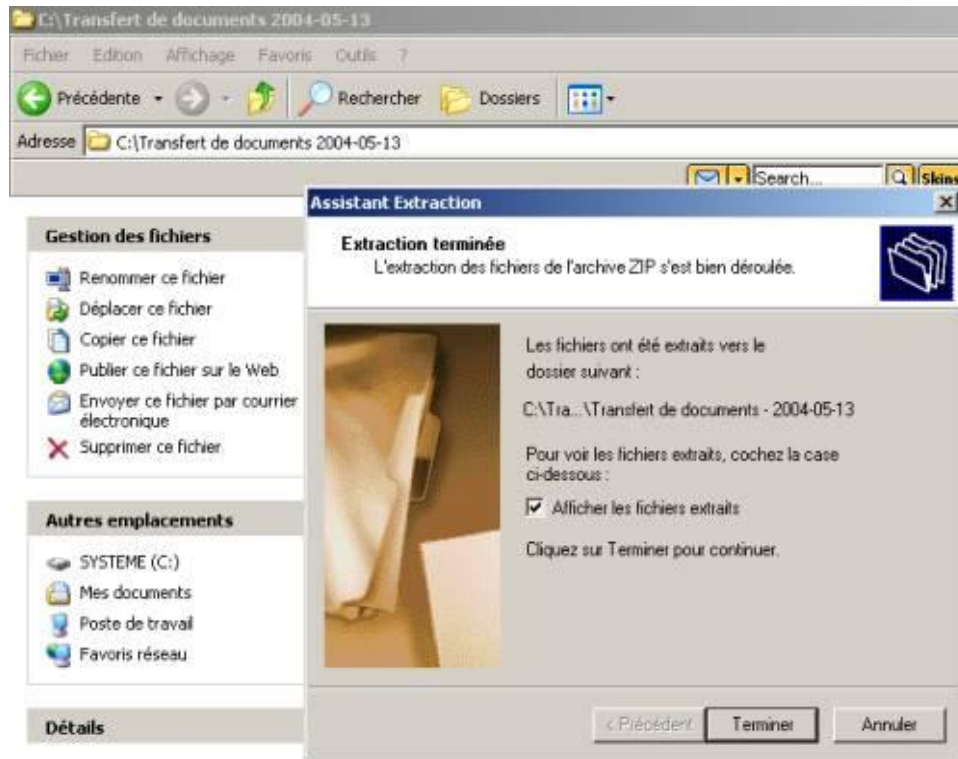 C:\Transfert de documents 2004-05-13
Fichier Edition Affichage Favoris Outils ?
Précédente Rechercher Dossiers
Adresse C:\Transfert de documents 2004-05-13
Search... Skins
Assistant Extraction
Extraction terminée
L'extraction des fichiers de l'archive ZIP s'est bien déroulée.
Gestion des fichiers
Renommer ce fichier
Déplacer ce fichier
Copier ce fichier
Publier ce fichier sur le Web
Envoyer ce fichier par courrier
électronique
Supprimer ce fichier
Autres emplacements
SYSTEME (C:)
Mes documents
Poste de travail
Favoris réseau
Détails
Les fichiers ont été extraits vers le
dossier suivant :
C:\Tra...\Transfert de documents - 2004-05-13
Pour voir les fichiers extraits, cochez la case
ci-dessous :
Afficher les fichiers extraits
Cliquez sur Terminer pour continuer.
< Précédent Terminer Annuler